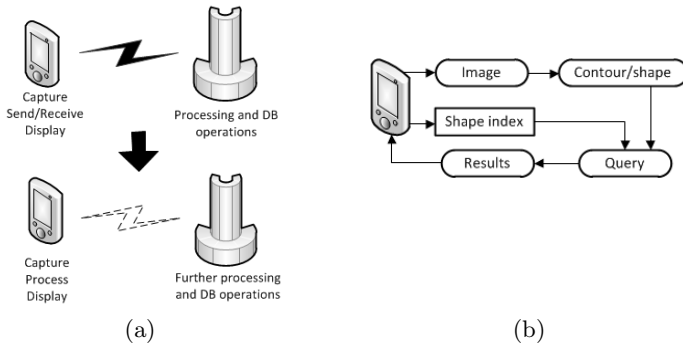 Capture
Send/Receive
Display
Processing and DB
operations
Capture
Process
Display
Further processing
and DB operations
(a)
Image
Contour/shape
Shape index
Results
Query
(b)